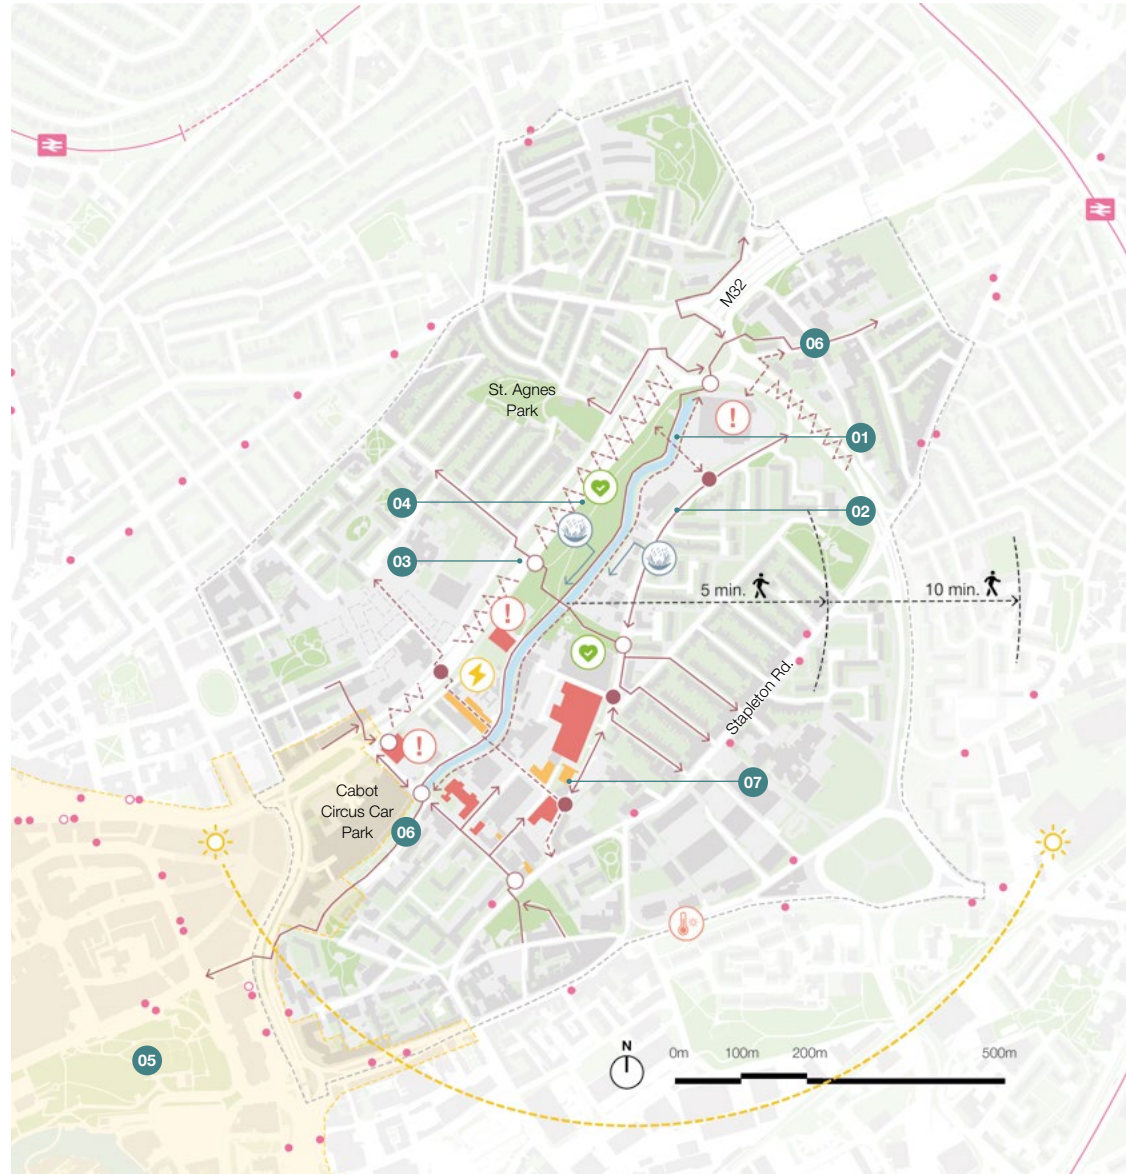 M32
06
St. Agnes
Park
01
04
02
03
5 min.
10 min.
Stapleton Rd.
07
Cabot
Circus Car
Park
06
05
N
0m
100m
200m
500m